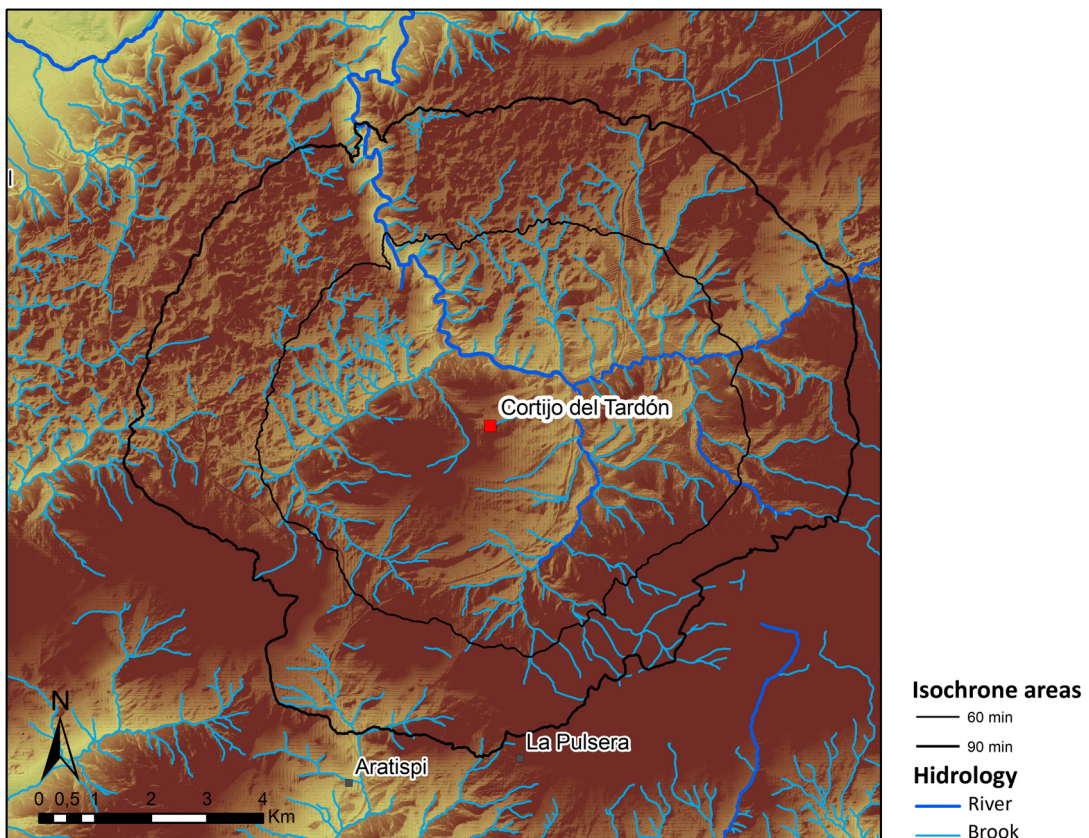 l
Cortijo del Tardón
La Pulsera
Aratispi
N
0 0,5 1 2 3 4
Km
Isochrone areas
60 min
90 min
Hidrology
River
Brook